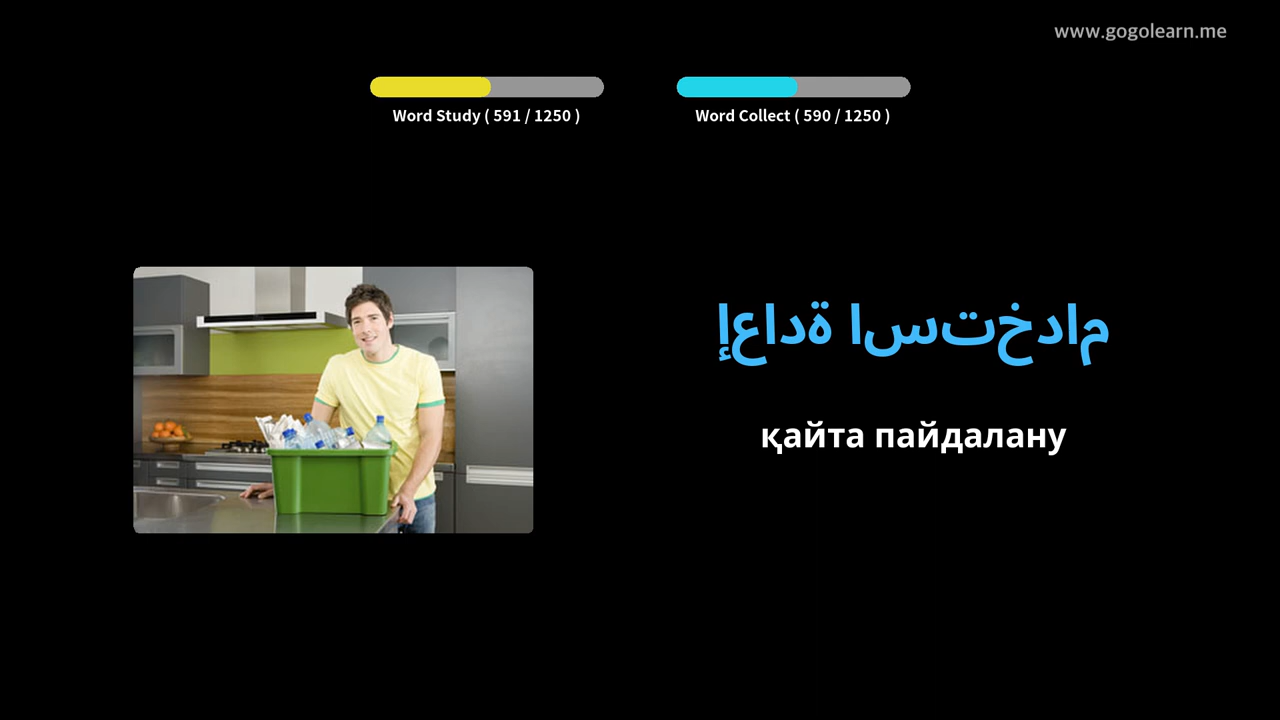 www.gogolearn.me
Word Study ( 591 / 1250 )
Word Collect ( 590 / 1250 )
إعادة استخدام
қайта пайдалану